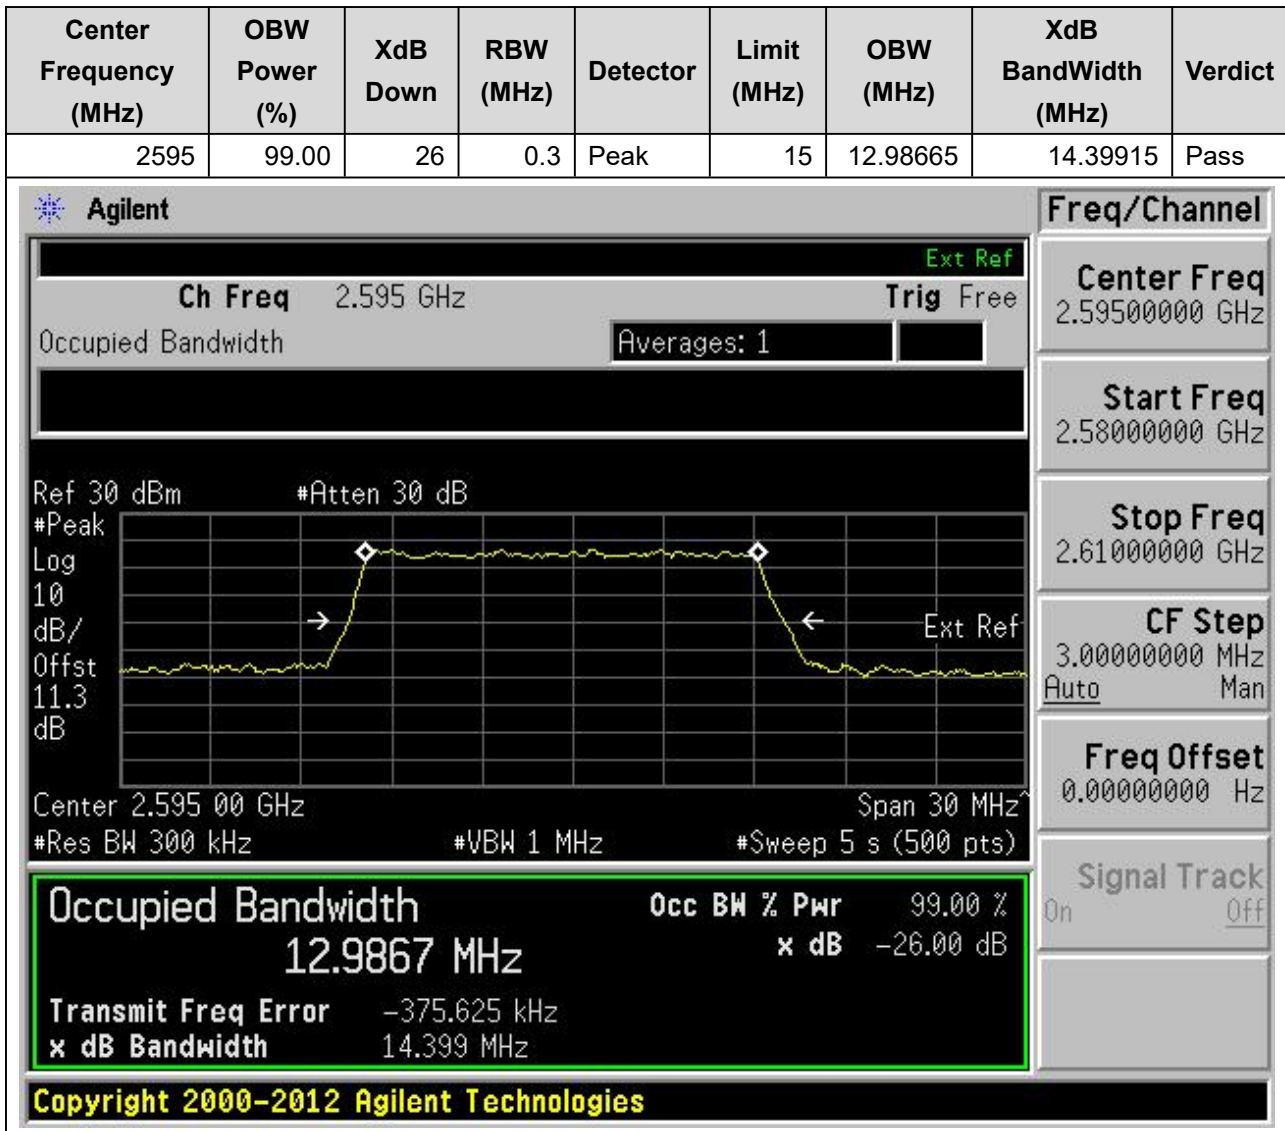 Center Frequency (MHz) OBW Power (%) XdB Down RBW (MHz) Detector Limit (MHz) OBW (MHz) XdB BandWidth (MHz) Verdict
2595 99.00 26 0.3 Peak 15 12.98665 14.39915 Pass
Agilent
Freq/Channel
Ext Ref
Ch Freq 2.595 GHz Trig Free
Occupied Bandwidth Averages: 1
Center Freq
2.59500000 GHz
Start Freq
2.58000000 GHz
Stop Freq
2.61000000 GHz
CF Step
3.00000000 MHz
Auto Man
Freq Offset
0.00000000 Hz
Signal Track
On Off
Ref 30 dBm #Atten 30 dB
#Peak
Log
10
dB/
Offst
11.3
dB
Ext Ref
Center 2.595 00 GHz Span 30 MHz^
#Res BW 300 kHz #VBW 1 MHz #Sweep 5 s (500 pts)
Occupied Bandwidth Occ BW % Pwr 99.00 %
12.9867 MHz x dB -26.00 dB
Transmit Freq Error -375.625 kHz
x dB Bandwidth 14.399 MHz
Copyright 2000-2012 Agilent Technologies